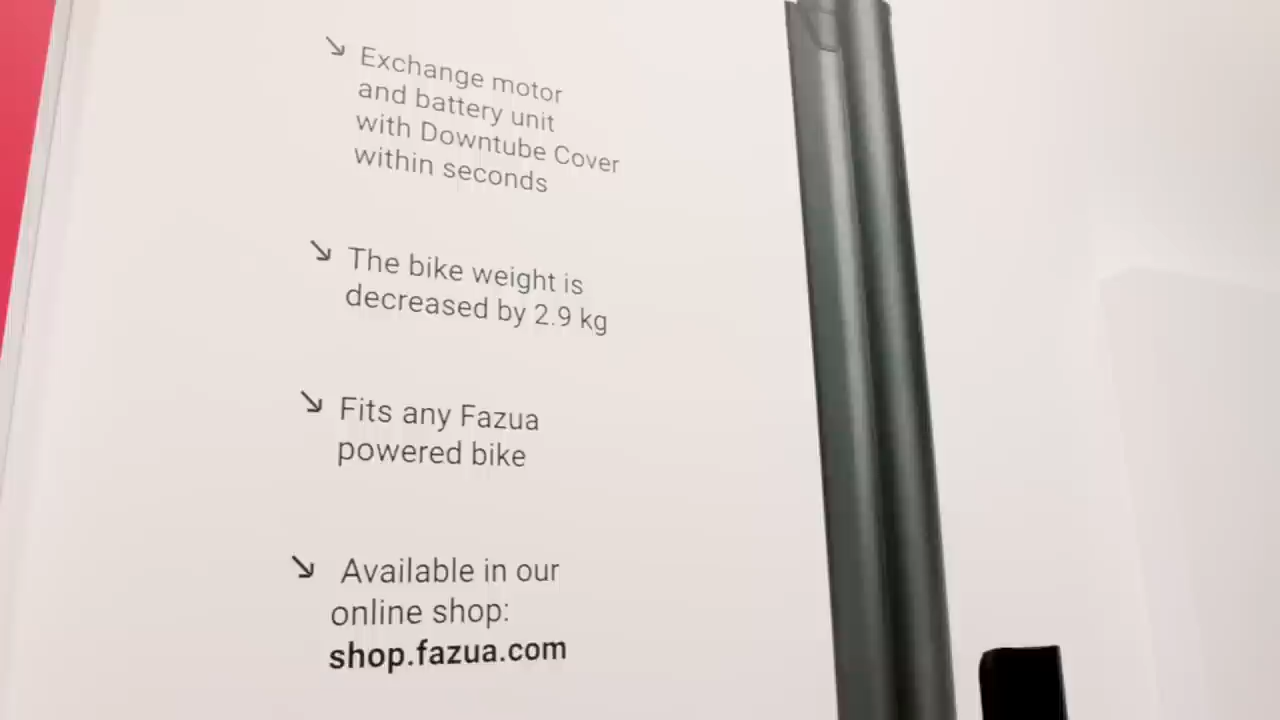 ↘ Exchange motor
and battery unit
with Downtube Cover
within seconds
↘ The bike weight is
decreased by 2.9 kg
↘ Fits any Fazua
powered bike
↘ Available in our
online shop:
shop.fazua.com